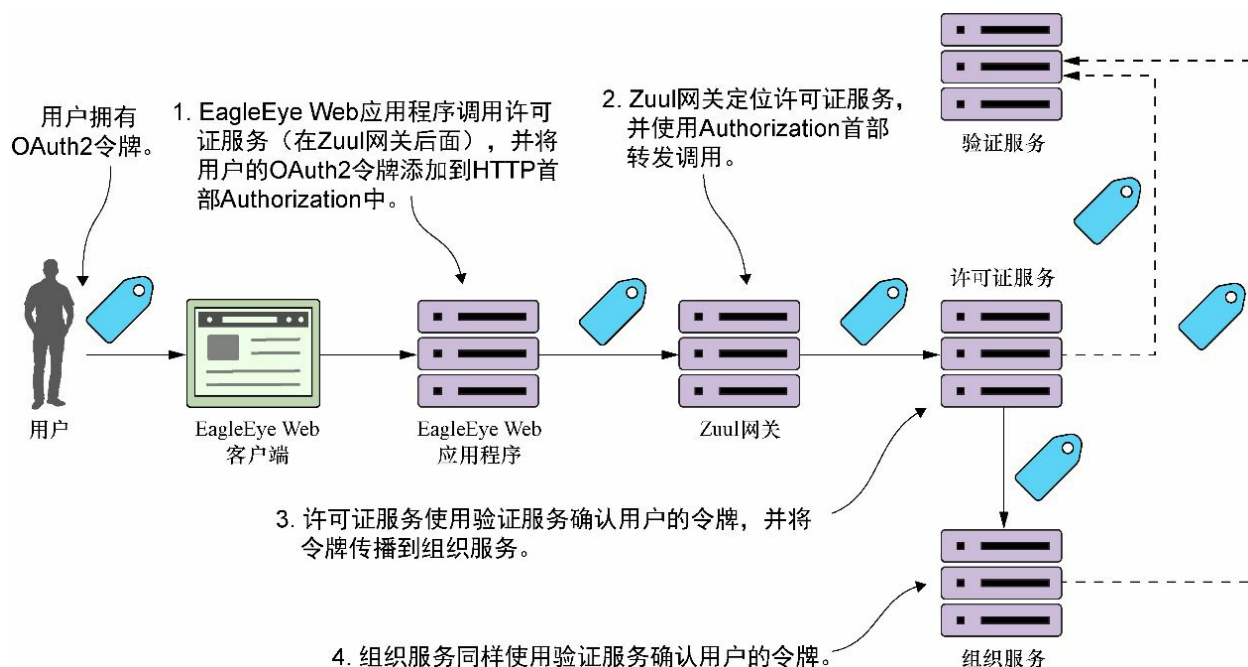 用户拥有
OAuth2令牌。
1. EagleEye Web应用程序调用许可
证服务（在Zuul网关后面），并将
用户的OAuth2令牌添加到HTTP首
部Authorization中。
2. Zuul网关定位许可证服务，
并使用Authorization首部
转发调用。
验证服务
许可证服务
用户
EagleEye Web
客户端
EagleEye Web
应用程序
Zuul网关
3. 许可证服务使用验证服务确认用户的令牌，并将
令牌传播到组织服务。
4. 组织服务同样使用验证服务确认用户的令牌。
组织服务